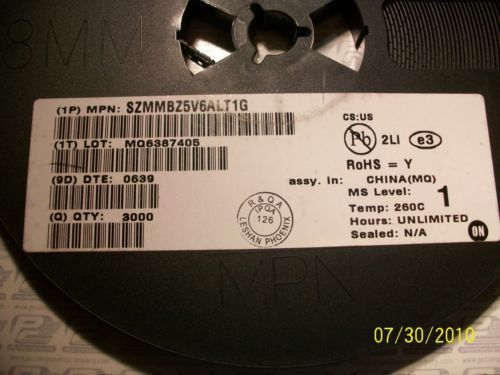 8MM
(1P) MPN: SZMMBZ5V6ALT1G
(1T) LOT: MQ6387405
(9D) DTE: 0639
(Q) QTY: 3000
CS:US
Pb 2LI e3
RoHS = Y
assy. in: CHINA(MQ)
MS Level: 1
Temp: 260C
Hours: UNLIMITED
Sealed: N/A
ON
R & QA
IPQA
126
LESHAN PHOENIX
MPN
07/30/2010